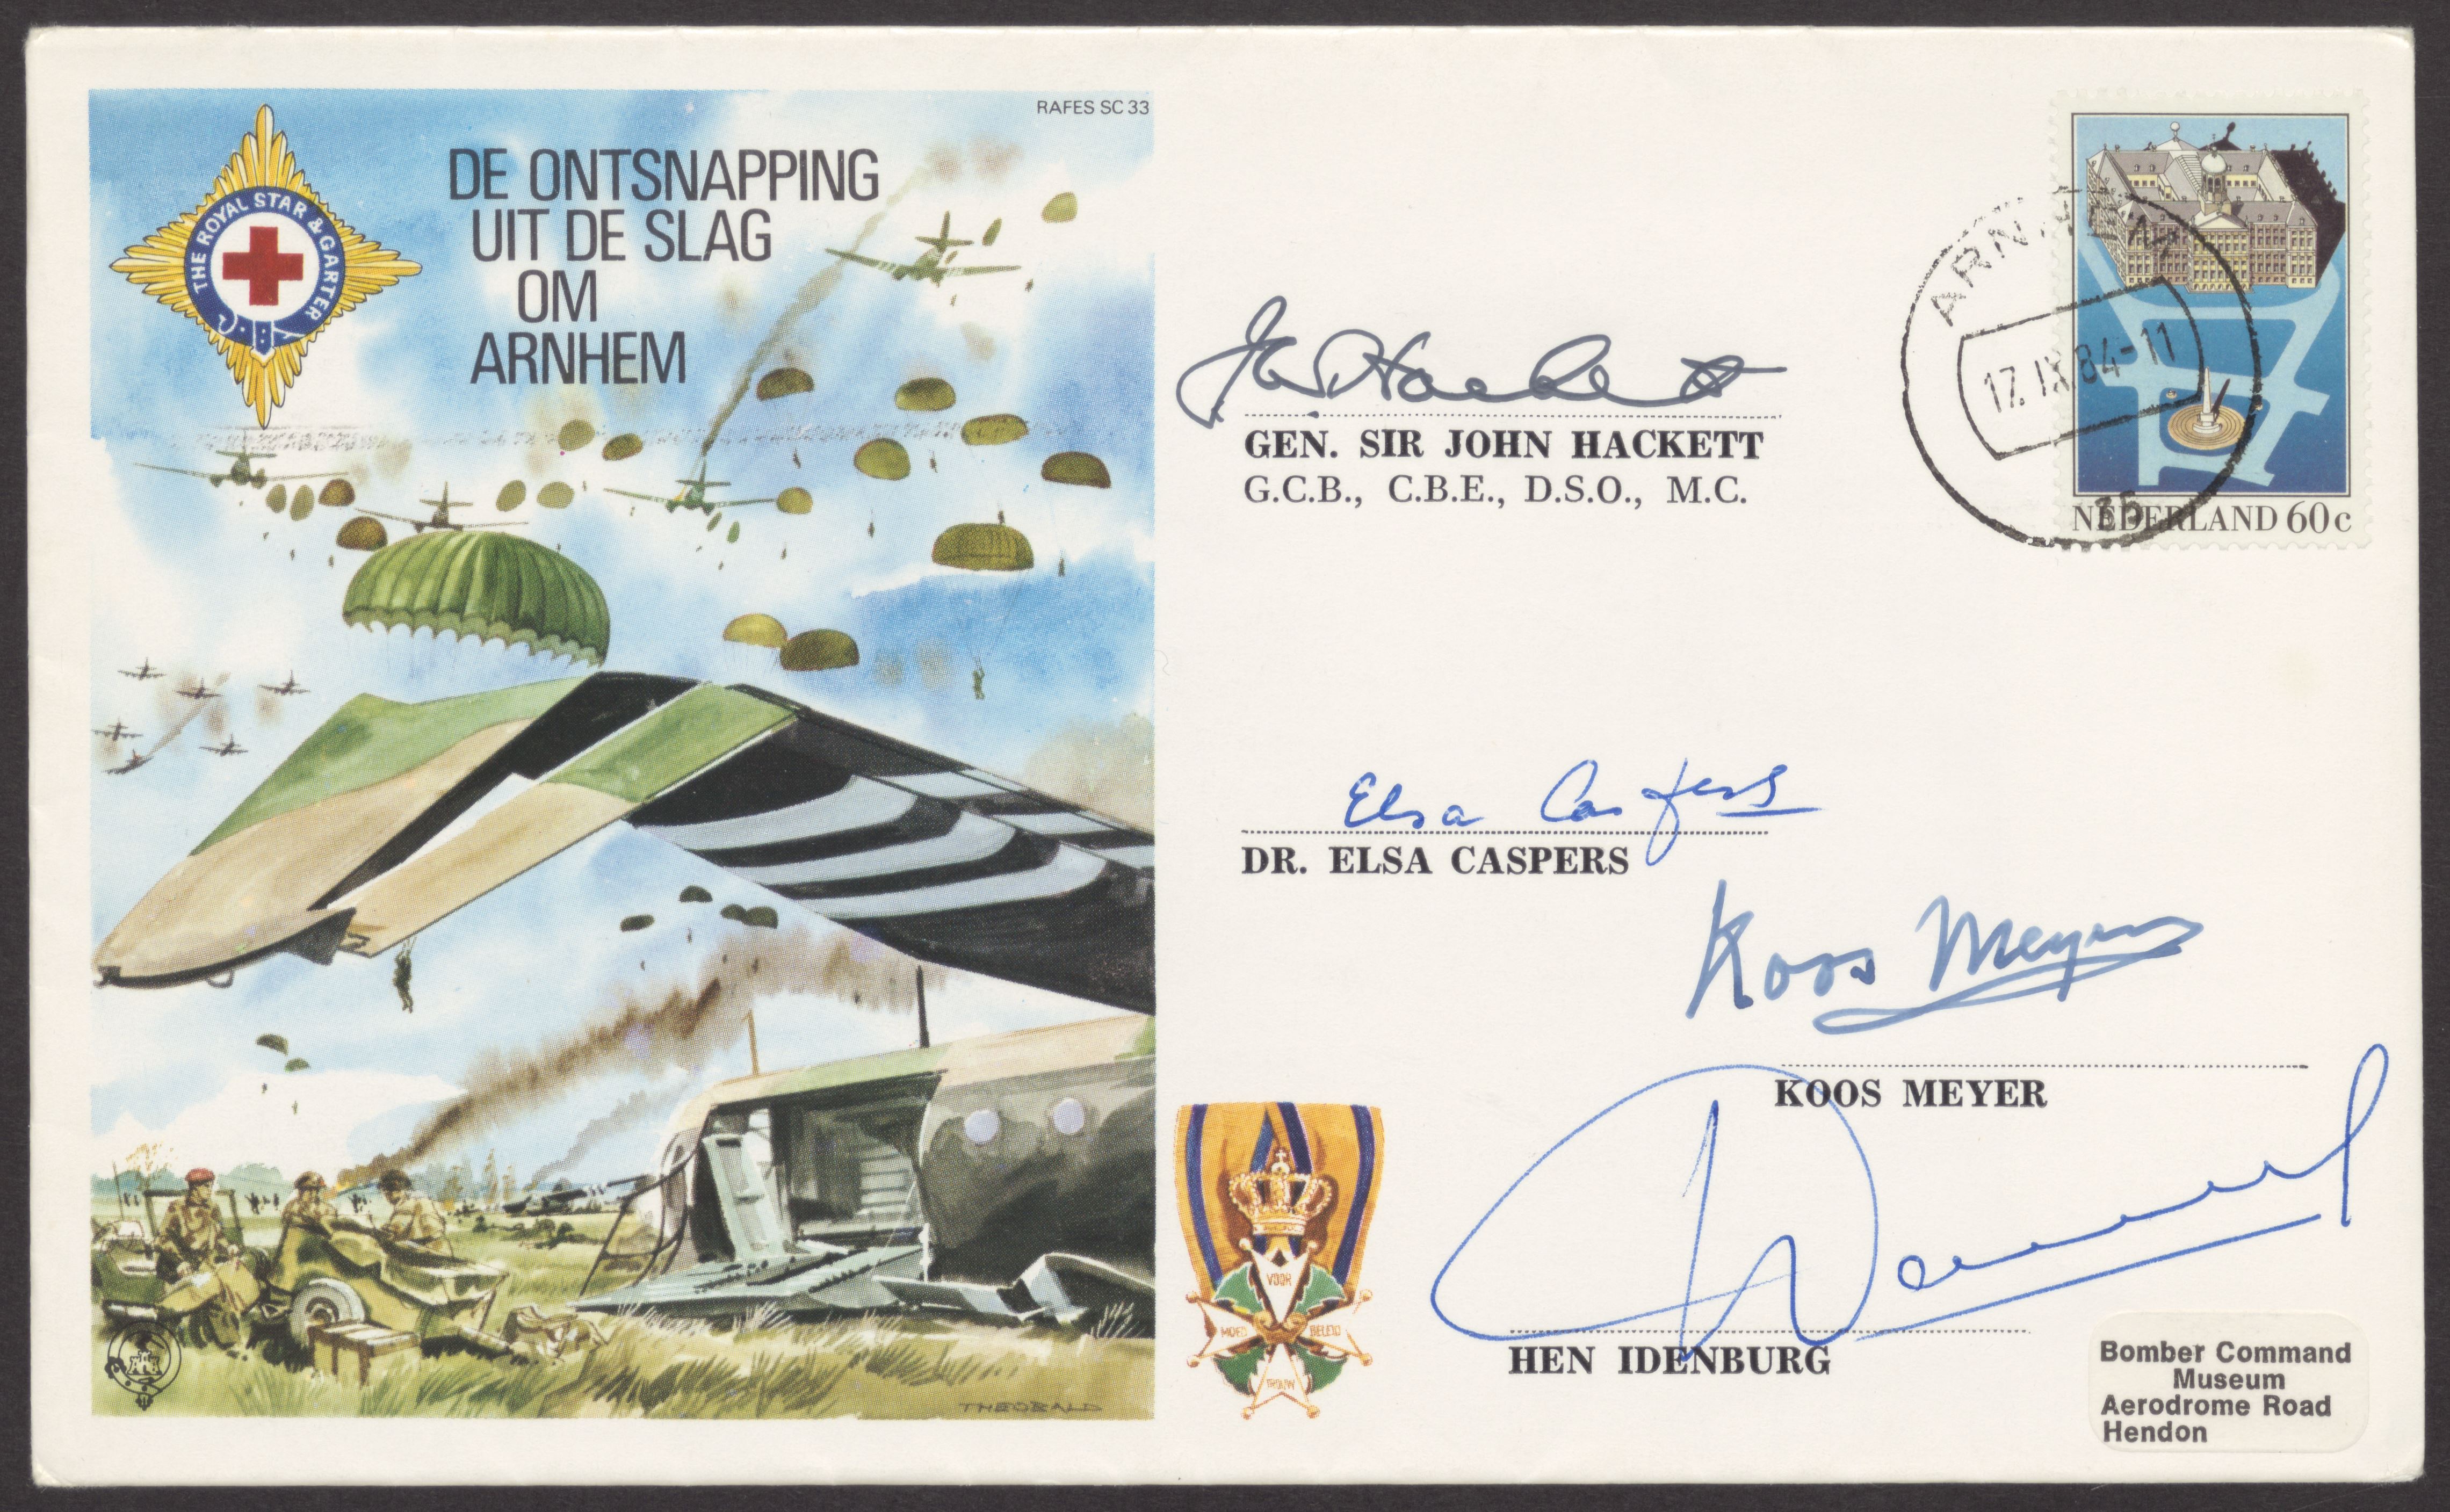 RAFES SC 33
THE ROYAL STAR & GARTER
DE ONTSNAPPING
UIT DE SLAG
OM
ARNHEM
ARNHEM
17. IX. 84-11
35
NEDERLAND 60c
GEN. SIR JOHN HACKETT
G.C.B., C.B.E., D.S.O., M.C.
Elsa Caspers
DR. ELSA CASPERS
Koos Meyer
KOOS MEYER
VOOR
MOED
BELEID
TROUW
HEN IDENBURG
Bomber Command
Museum
Aerodrome Road
Hendon
THEOBALD